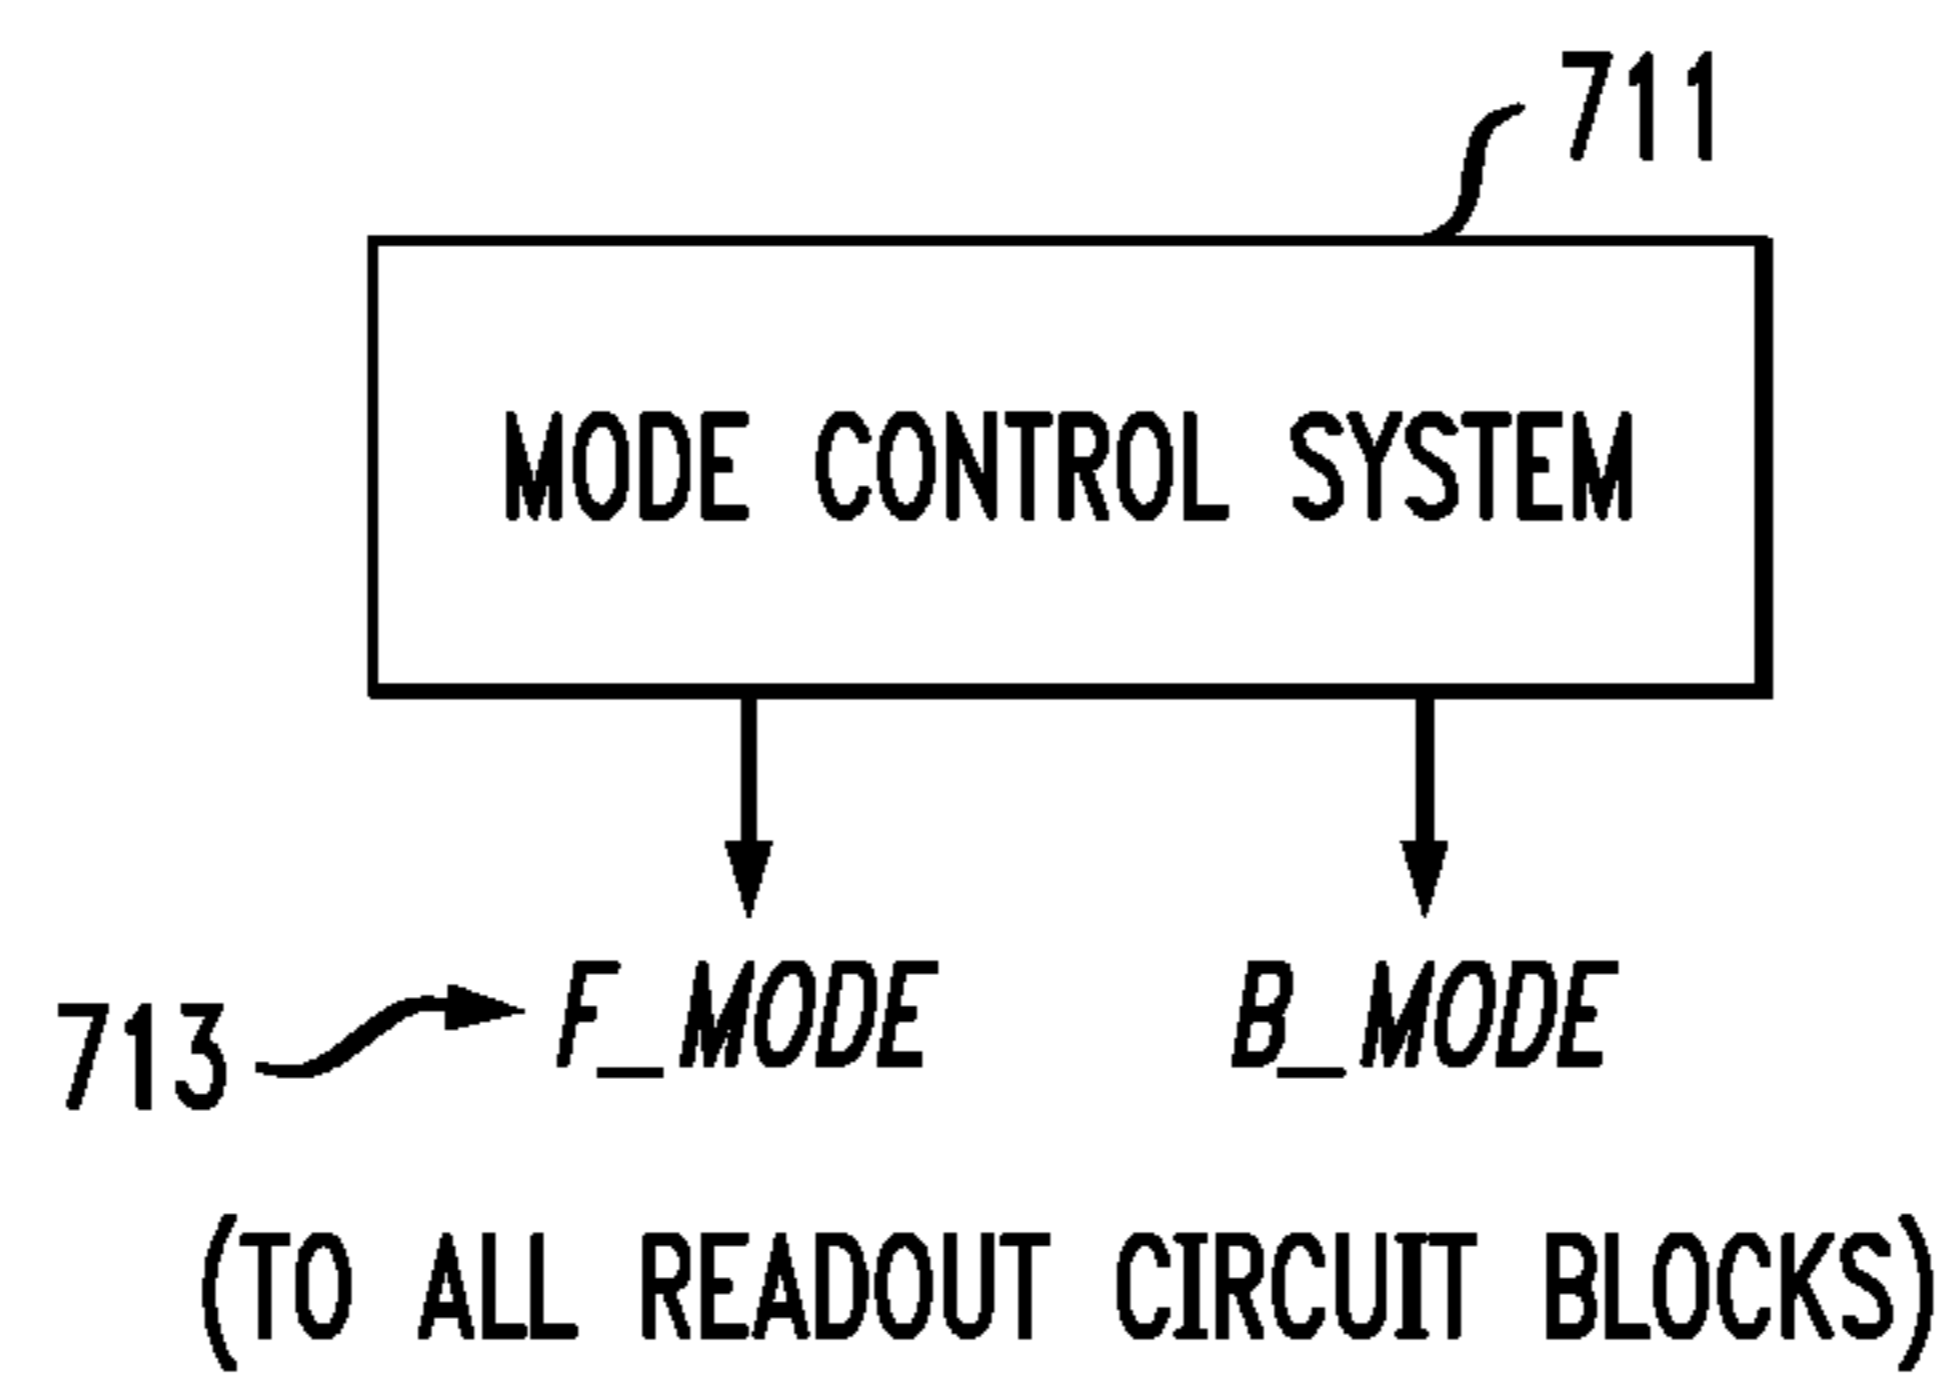 711
MODE CONTROL SYSTEM
713 F_MODE B_MODE
(TO ALL READOUT CIRCUIT BLOCKS)